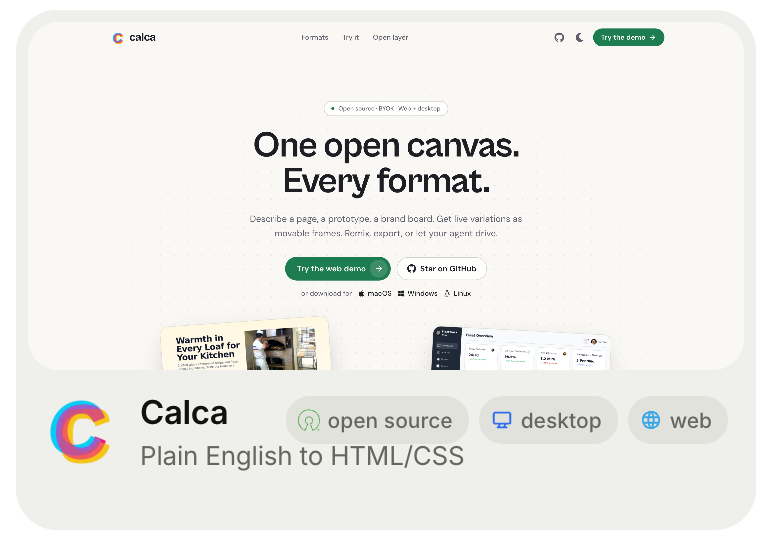 calca
Formats Try it Open layer
Try the demo →
Open source · BYOK · Web + desktop
One open canvas.
Every format.
Describe a page, a prototype, a brand board. Get live variations as
movable frames. Remix, export, or let your agent drive.
Try the web demo →
Star on GitHub
or download for macOS Windows Linux
Warmth in
Every Loaf for
Your Kitchen
Fleet Overview
Calca
open source
desktop
web
Plain English to HTML/CSS